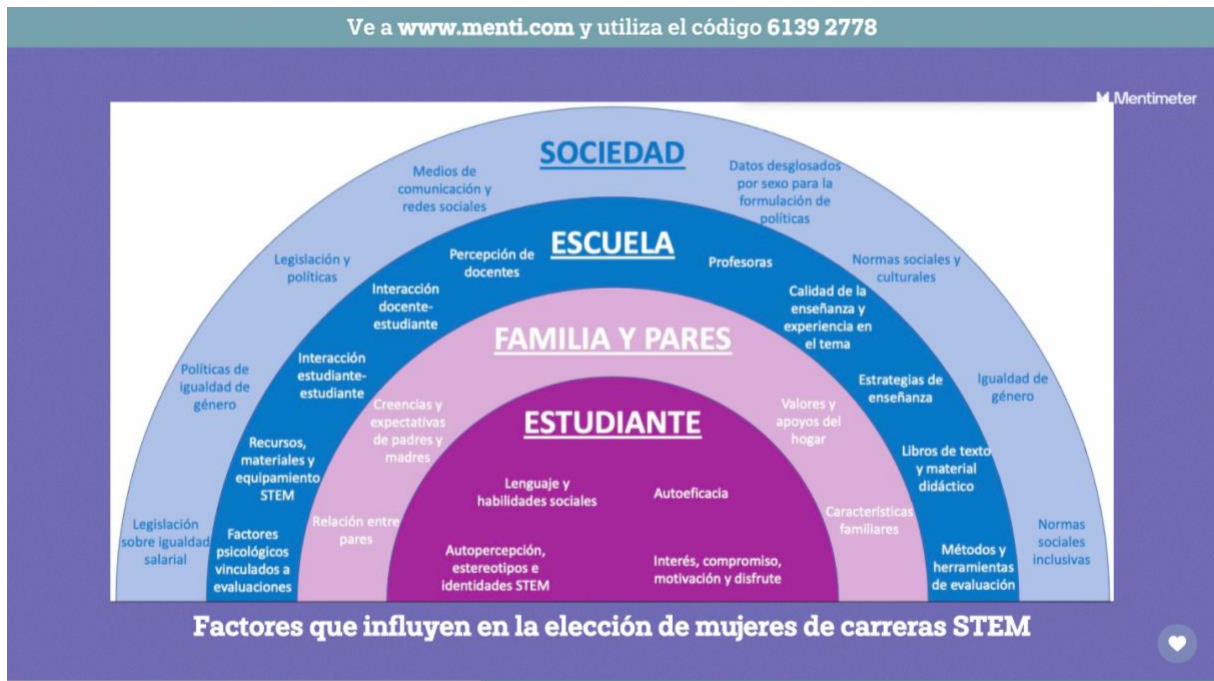 Ve a www.menti.com y utiliza el código 6139 2778
Mentimeter
SOCIEDAD
Medios de
comunicación y
redes sociales
Datos desglosados
por sexo para la
formulación de
políticas
Legislación y
políticas
Normas sociales y
culturales
Políticas de
igualdad de
género
Igualdad de
género
Legislación
sobre igualdad
salarial
Normas
sociales
inclusivas
ESCUELA
Percepción de
docentes
Profesoras
Interacción
docente-
estudiante
Calidad de la
enseñanza y
experiencia en
el tema
Interacción
estudiante-
estudiante
Estrategias de
enseñanza
Recursos,
materiales y
equipamiento
STEM
Libros de texto
y material
didáctico
Factores
psicológicos
vinculados a
evaluaciones
Métodos y
herramientas
de evaluación
FAMILIA Y PARES
Creencias y
expectativas
de padres y
madres
Valores y
apoyos del
hogar
Relación entre
pares
Características
familiares
ESTUDIANTE
Lenguaje y
habilidades sociales
Autoeficacia
Autopercepción,
estereotipos e
identidades STEM
Interés, compromiso,
motivación y disfrute
Factores que influyen en la elección de mujeres de carreras STEM